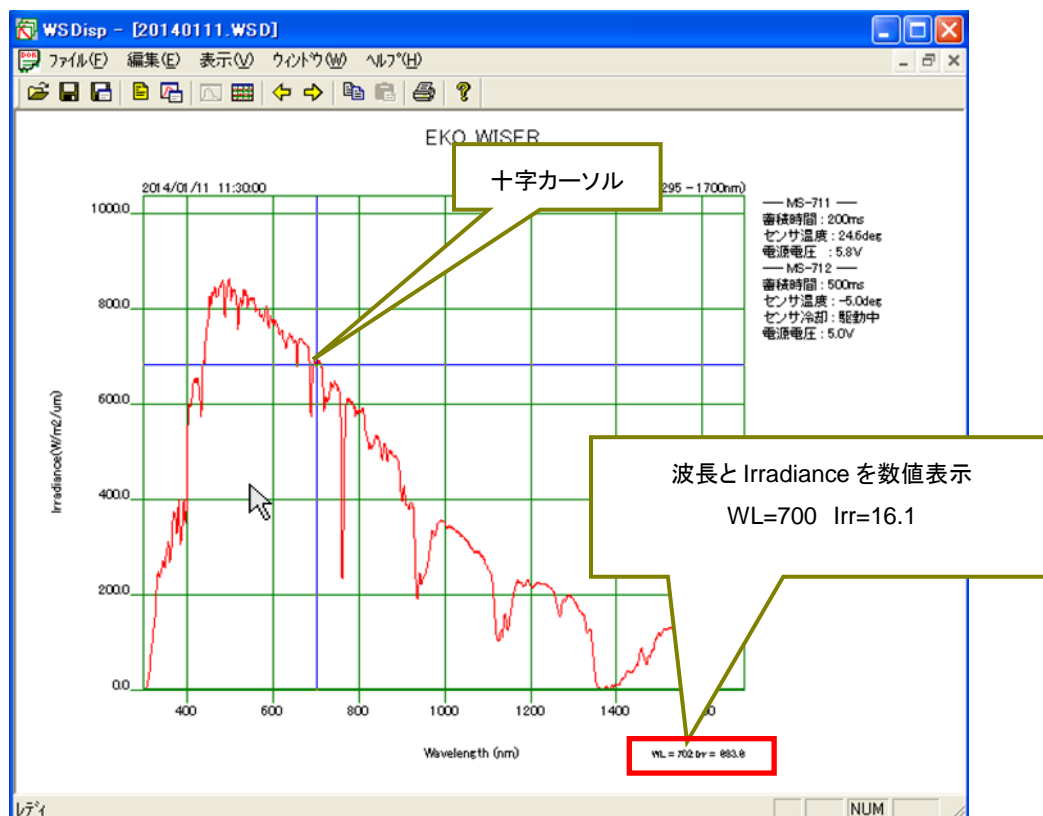 WSDisp - [20140111.WSD]
ファイル(F) 編集(E) 表示(V) ウィンドウ(W) ヘルプ(H)
EKO WISER
2014/01/11 11:30:00
295 - 1700nm)
十字カーソル
── MS-711 ──
蓄積時間 : 200ms
センサ温度 : 24.6deg
電源電圧 : 5.8V
── MS-712 ──
蓄積時間 : 500ms
センサ温度 : -5.0deg
センサ冷却 : 駆動中
電源電圧 : 5.0V
1000.0
800.0
600.0
400.0
200.0
0.0
Irradiance(W/m2/um)
波長と Irradiance を数値表示
WL=700 Irr=16.1
400 600 800 1000 1200 1400
Wavelength (nm)
WL = 702
レディ
NUM